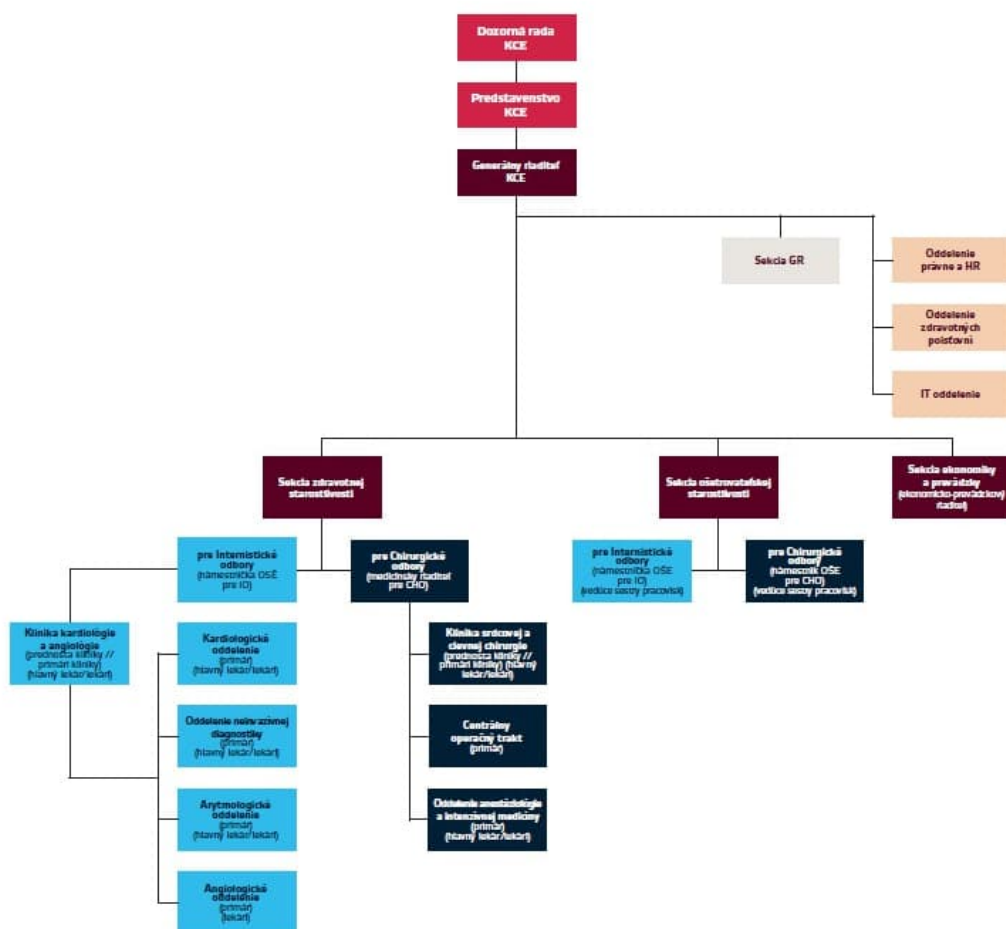 Dozorná rada
KCE
Predstavenstvo
KCE
Generálny riaditeľ
KCE
Sekcia GR
Oddelenie
právne a HR
Oddelenie
zdravotných
poisťovní
IT oddelenie
Sekcia zdravotnej
starostlivosti
Sekcia ošetrovateľskej
starostlivosti
Sekcia ekonomiky
a prevádzky
(ekonomicko-prevádzkový
riaditeľ)
pre Internistické
odbory
(námestníčka OŠE
pre IO)
pre Chirurgické
odbory
(medicínsky riaditeľ
pre CHO)
pre Internistické
odbory
(námestníčka OŠE
pre IO)
(vedúce sestry pracovísk)
pre Chirurgické
odbory
(námestník OŠE
pre CHO)
(vedúce sestry pracovísk)
Klinika kardiológie
a angiológie
(prednosta kliniky //
primári kliniky)
(hlavný lekár/lekári)
Kardiologické
oddelenie
(primár)
(hlavný lekár/lekári)
Oddelenie neinvazívnej
diagnostiky
(primár)
(hlavný lekár/lekári)
Arytmologické
oddelenie
(primár)
(hlavný lekár/lekári)
Angiologické
oddelenie
(primár)
(lekári)
Klinika srdcovej a
cievnej chirurgie
(prednosta kliniky //
primári kliniky) (hlavný
lekár/lekári)
Centrálny
operačný trakt
(primár)
Oddelenie anestéziológie
a intenzívnej medicíny
(primár)
(hlavný lekár/lekári)